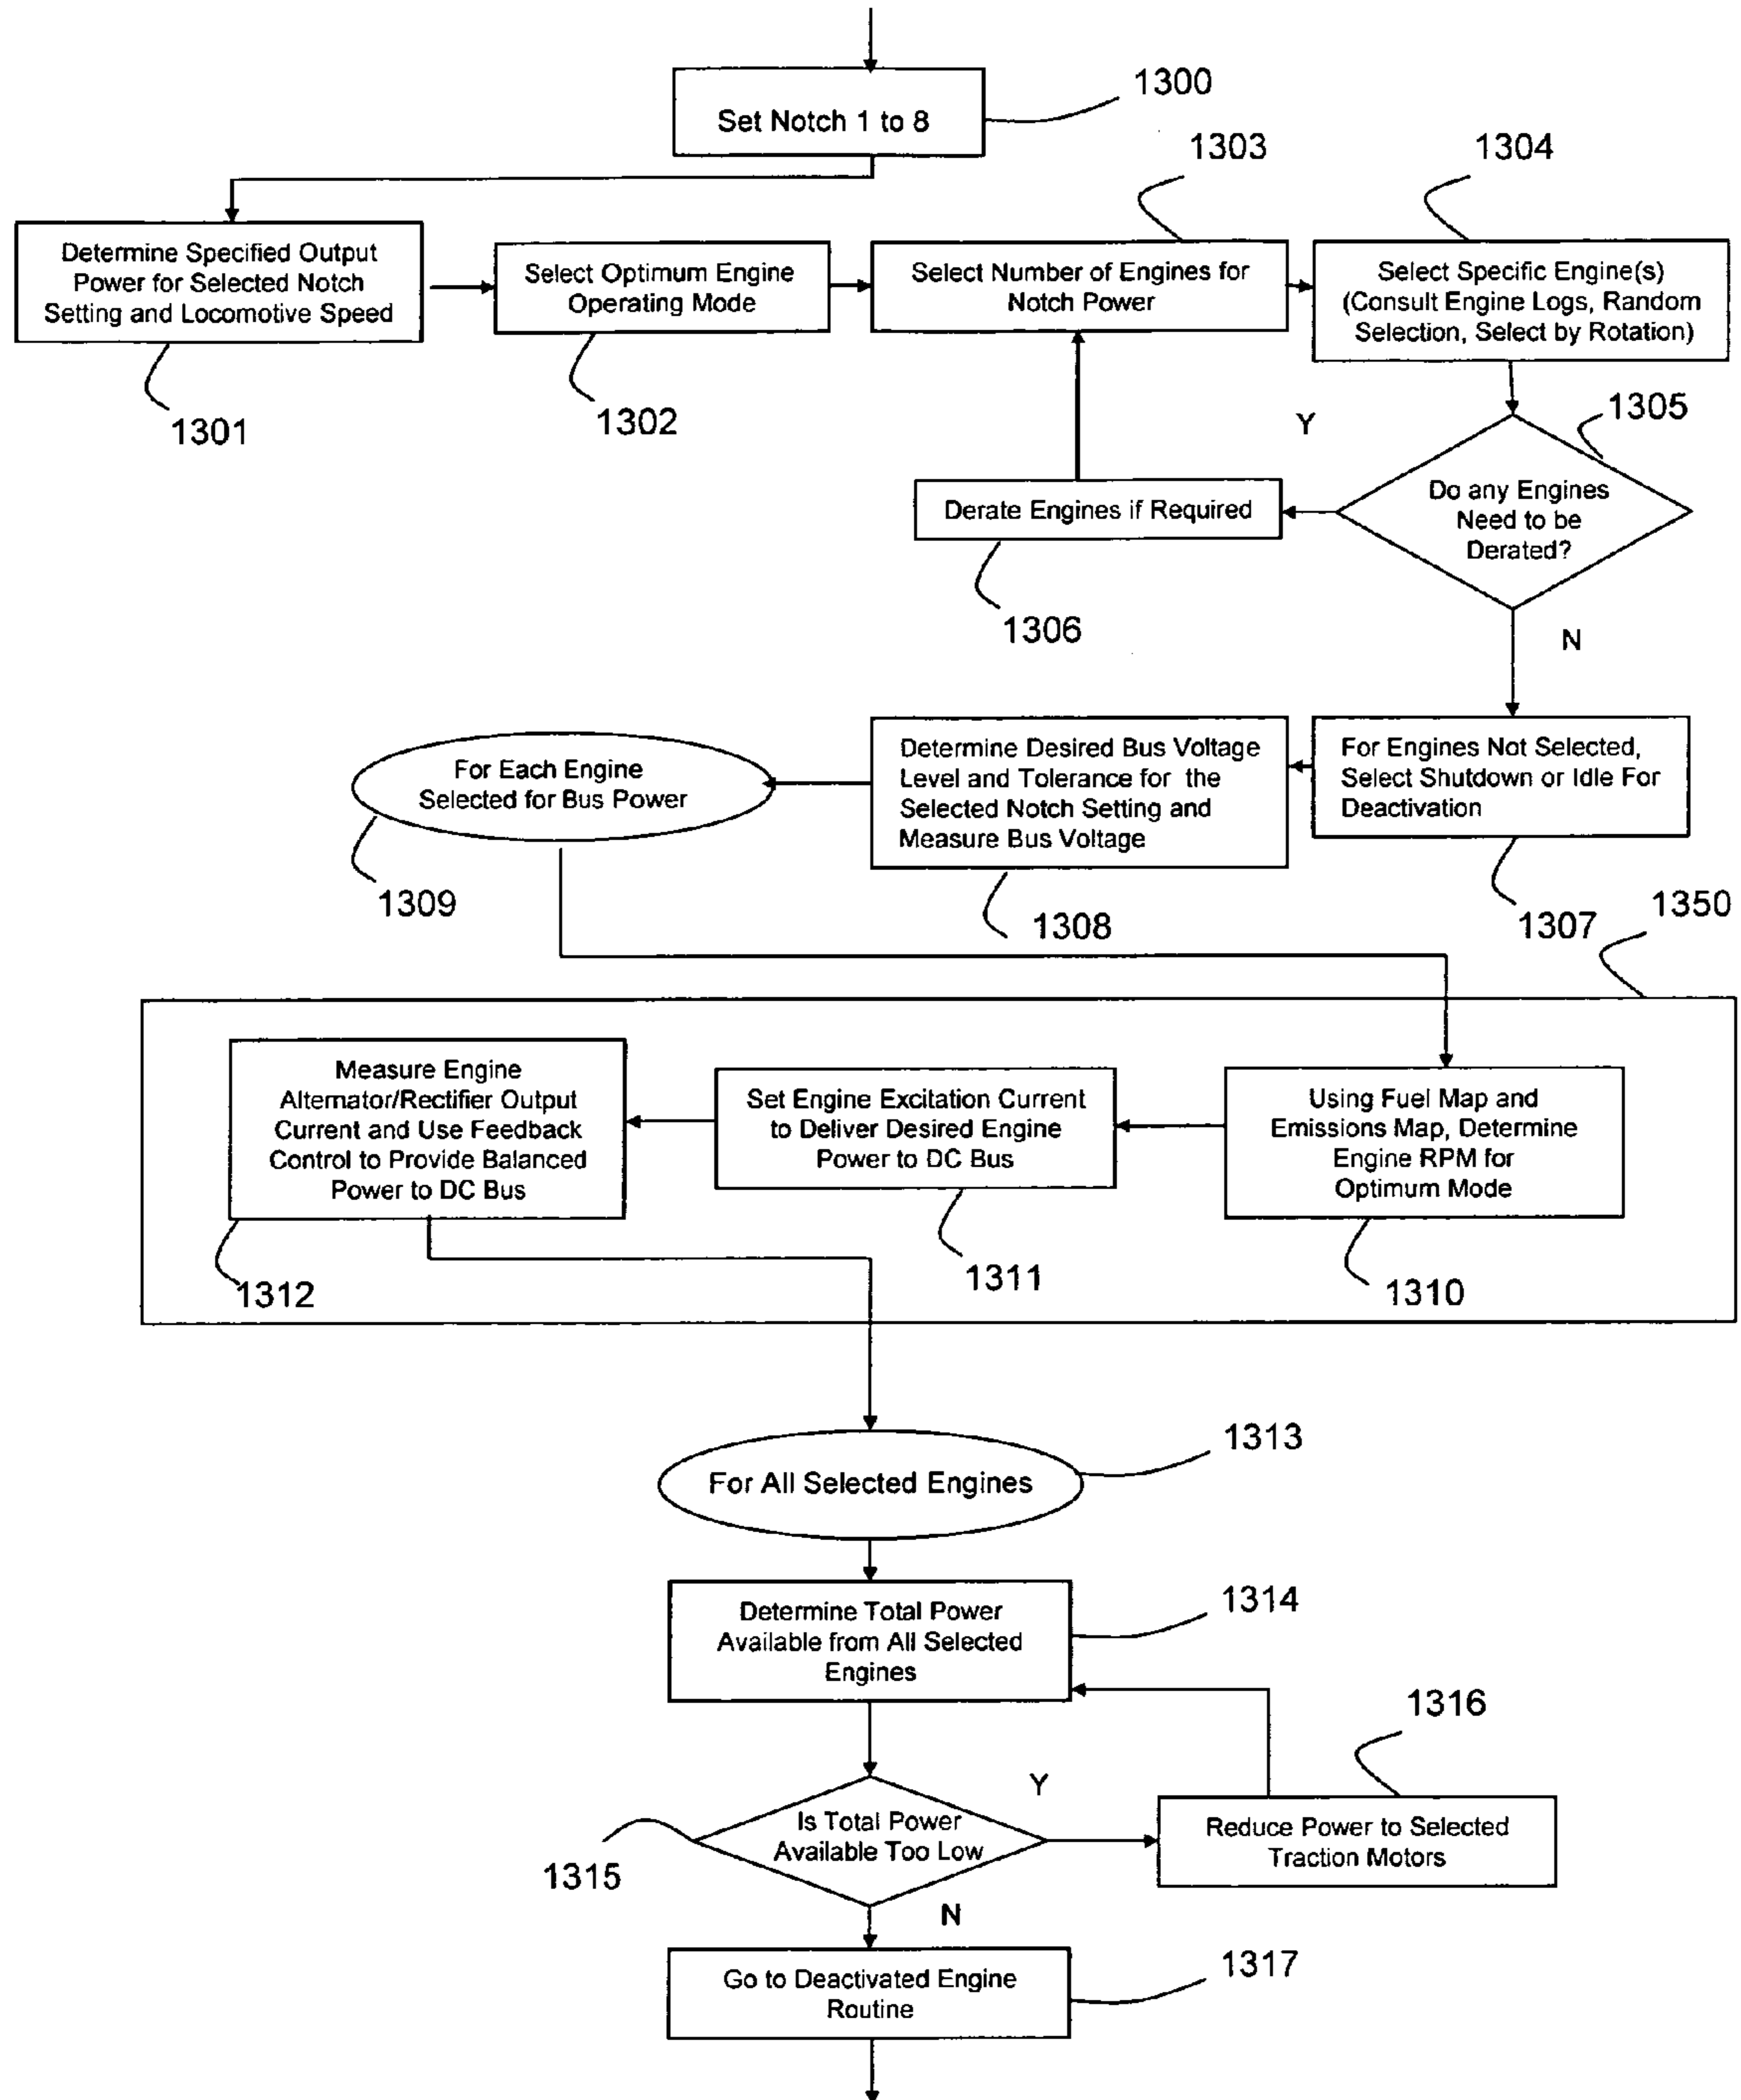 1300
Set Notch 1 to 8
1303
1304
Determine Specified Output
Power for Selected Notch
Setting and Locomotive Speed
Select Optimum Engine
Operating Mode
Select Number of Engines for
Notch Power
Select Specific Engine(s)
(Consult Engine Logs, Random
Selection, Select by Rotation)
1301
1302
Y
1305
Do any Engines
Need to be
Derated?
Derate Engines if Required
1306
N
For Each Engine
Selected for Bus Power
Determine Desired Bus Voltage
Level and Tolerance for the
Selected Notch Setting and
Measure Bus Voltage
For Engines Not Selected,
Select Shutdown or Idle For
Deactivation
1309
1308
1307
1350
Measure Engine
Alternator/Rectifier Output
Current and Use Feedback
Control to Provide Balanced
Power to DC Bus
Set Engine Excitation Current
to Deliver Desired Engine
Power to DC Bus
Using Fuel Map and
Emissions Map, Determine
Engine RPM for
Optimum Mode
1312
1311
1310
1313
For All Selected Engines
1314
Determine Total Power
Available from All Selected
Engines
1316
Y
Is Total Power
Available Too Low
Reduce Power to Selected
Traction Motors
1315
N
Go to Deactivated Engine
Routine
1317